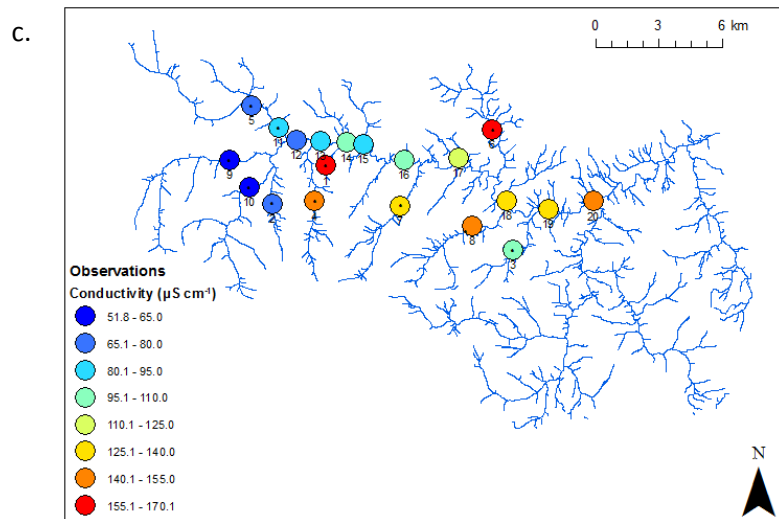 c.
0 3 6 km
5
11
12
13
14
15
6
1
16
17
9
10
2
4
7
18
19
20
8
3
Observations
Conductivity (µS cm⁻¹)
51.8 - 65.0
65.1 - 80.0
80.1 - 95.0
95.1 - 110.0
110.1 - 125.0
125.1 - 140.0
140.1 - 155.0
155.1 - 170.1
N